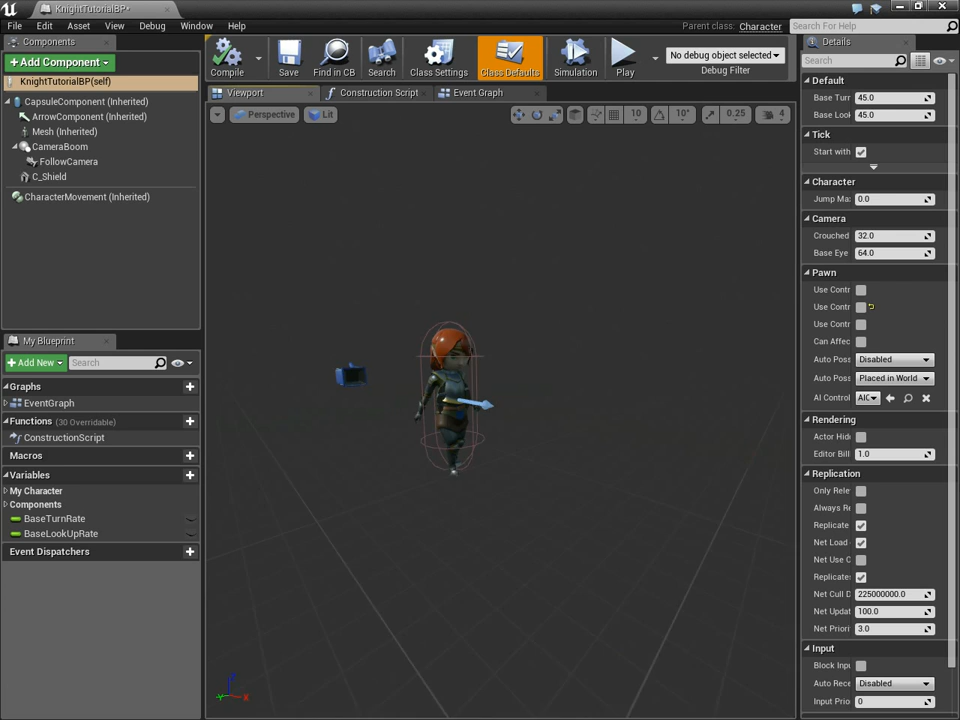 KnightTutorialBP*
File Edit Asset View Debug Window Help
Parent class: Character
Search For Help
Components
+Add Component
KnightTutorialBP(self)
CapsuleComponent (Inherited)
ArrowComponent (Inherited)
Mesh (Inherited)
CameraBoom
FollowCamera
C_Shield
CharacterMovement (Inherited)
My Blueprint
+Add New
Search
Graphs
EventGraph
Functions (30 Overridable)
ConstructionScript
Macros
Variables
My Character
Components
BaseTurnRate
BaseLookUpRate
Event Dispatchers
Compile
Save
Find in CB
Search
Class Settings
Class Defaults
Simulation
Play
No debug object selected
Debug Filter
Viewport
Construction Script
Event Graph
Perspective
Lit
10
10°
0.25
4
Z
Y
X
Details
Search
Default
Base Turr 45.0
Base Look 45.0
Tick
Start with
Character
Jump Ma: 0.0
Camera
Crouched 32.0
Base Eye 64.0
Pawn
Use Contr
Use Contr
Use Contr
Can Affec
Auto Poss Disabled
Auto Poss Placed in World
AI Control AIC
Rendering
Actor Hid
Editor Bill 1.0
Replication
Only Rele
Always Re
Replicate
Net Load
Net Use C
Replicate:
Net Cull D 225000000.0
Net Updat 100.0
Net Priori 3.0
Input
Block Inpu
Auto Rece Disabled
Input Prio 0